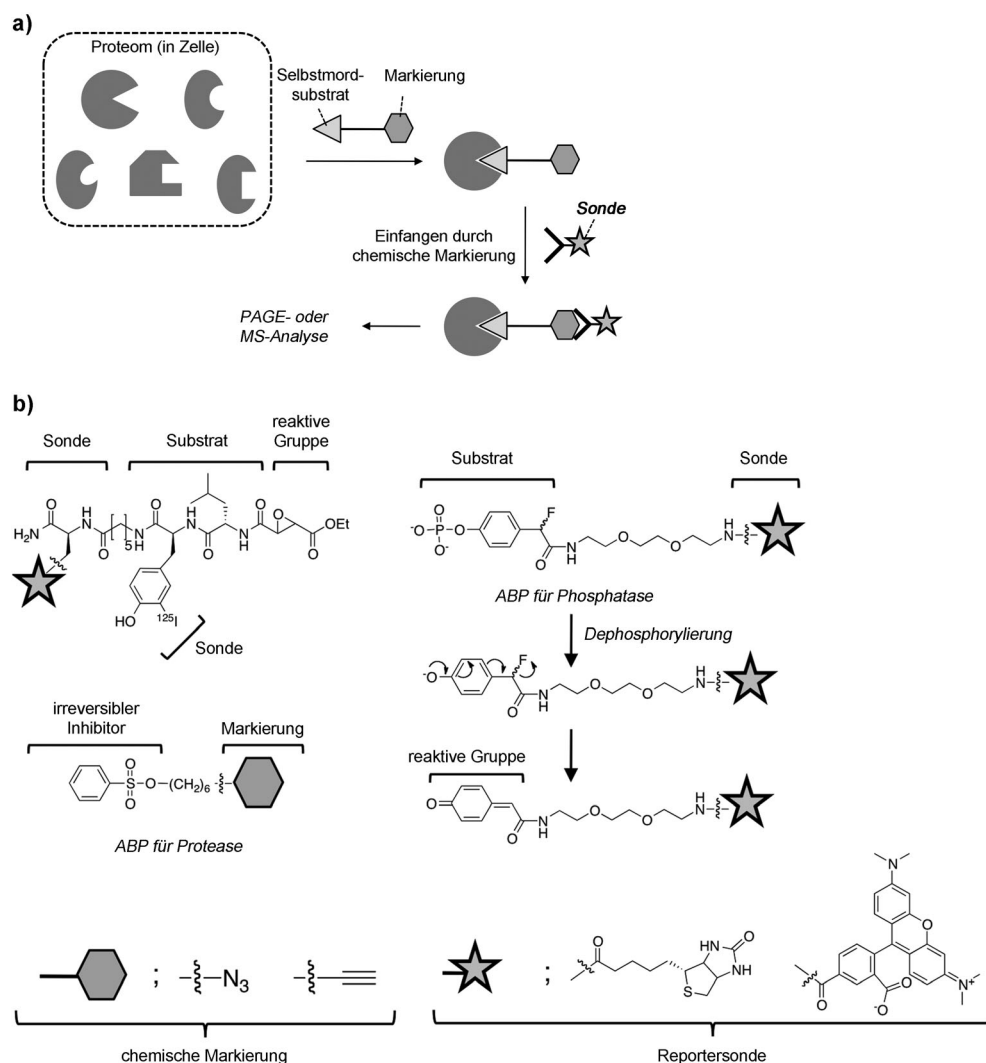 a)
Proteom (in Zelle)
Selbstmord-
substrat
Markierung
Sonde
Einfangen durch
chemische Markierung
PAGE- oder
MS-Analyse
b)
reaktive
Gruppe
Sonde
Substrat
O
H
N
O
H
N
O
O
H2N
N
H
5
O
N
H
O
N
H
O
OEt
O
HO
125I
Sonde
irreversibler
Inhibitor
Markierung
O
S
O
O
(CH2)6
ABP für Protease
Substrat
Sonde
O
-O
P
O
O-
F
O
N
H
O
O
H
N
ABP für Phosphatase
Dephosphorylierung
-O
F
O
N
H
O
O
H
N
reaktive Gruppe
O
O
N
H
O
O
H
N
; N3
chemische Markierung
;
O
S
HN
NH
O
N
O
N+
O
O
O-
Reportersonde